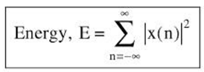 Energy, E = ∑_{n=-∞}^{∞} |x(n)|²